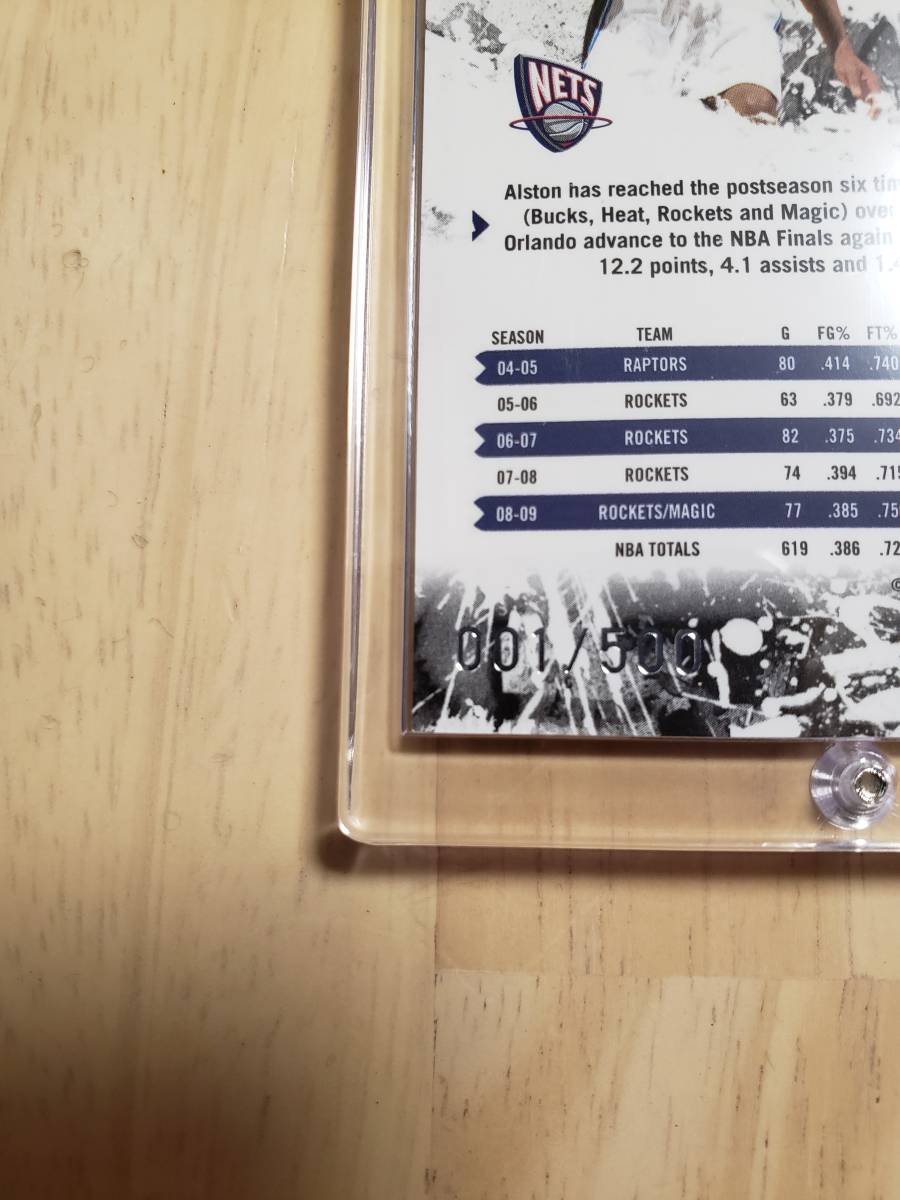 NETS
Alston has reached the postseason six
(Bucks, Heat, Rockets and Magic)
Orlando advance to the NBA Finals again
12.2 points, 4.1 assists and
SEASON TEAM G FG% FT%
04-05 RAPTORS 80 .414 .740
05-06 ROCKETS 63 .379 .692
06-07 ROCKETS 82 .375 .734
07-08 ROCKETS 74 .394
08-09 ROCKETS/MAGIC 77 .385
NBA TOTALS 619 .386
©
001/500